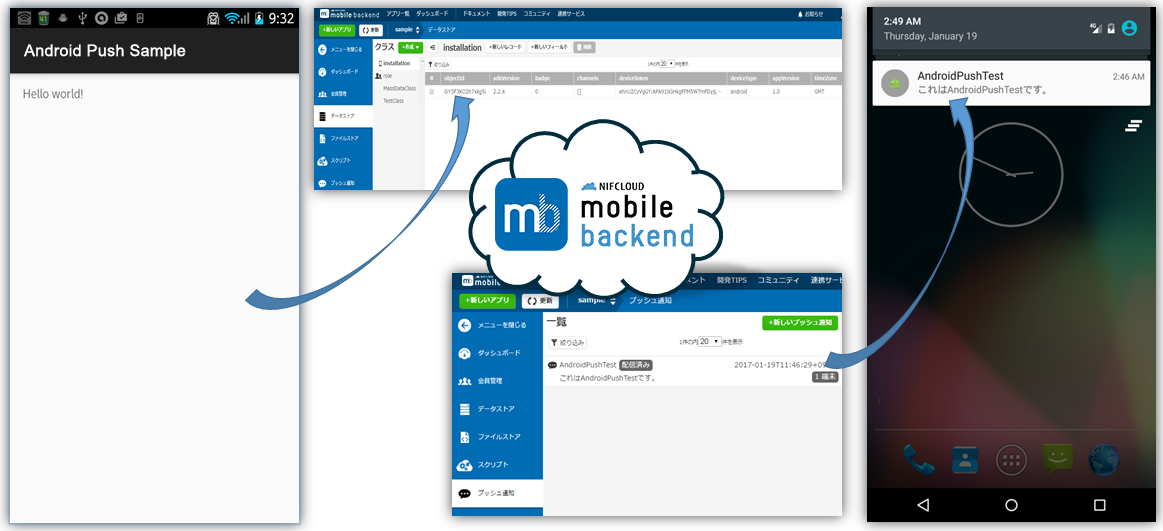 9:32
Android Push Sample
Hello world!
mobile backend アプリ一覧 ダッシュボード ドキュメント 開発TIPS コミュニティ 連携サービス お知らせ
+新しいアプリ 更新 sample データストア
メニューを閉じる
ダッシュボード
会員管理
データストア
ファイルストア
スクリプト
プッシュ通知
クラス +作成
installation
role
MassDataClass
TestClass
installation +新しいレコード +新しいフィールド 削除
絞り込み 1件の内 20 件を表示
objectId sdkVersion badge channels deviceToken deviceType appVersion timeZone
2.2.4 0 [] android 1.0 GMT
NIFCLOUD
mobile
backend
mobile 開発TIPS コミュニティ 連携サービ
+新しいアプリ 更新 sample プッシュ通知
メニューを閉じる
ダッシュボード
会員管理
データストア
ファイルストア
スクリプト
プッシュ通知
一覧 +新しいプッシュ通知
絞り込み 1件の内 20 件を表示
AndroidPushTest 配信済み 2017-01-19T11:46:29+09
これはAndroidPushTestです。 1 端末
2:49 AM
Thursday, January 19
4G
AndroidPushTest 2:46 AM
これはAndroidPushTestです。